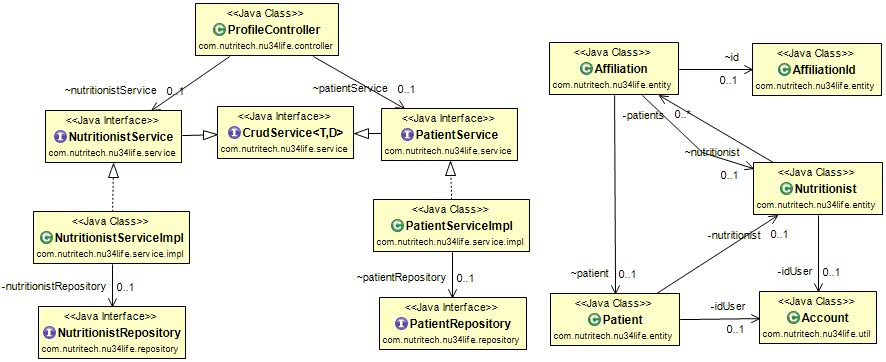 <<Java Class>>
ProfileController
com.nutritech.nu34life.controller
~nutritionistService 0..1
~patientService 0..1
<<Java Interface>>
NutritionistService
com.nutritech.nu34life.service
<<Java Interface>>
CrudService<T,D>
com.nutritech.nu34life.service
<<Java Interface>>
PatientService
com.nutritech.nu34life.service
<<Java Class>>
NutritionistServiceImpl
com.nutritech.nu34life.service.impl
<<Java Class>>
PatientServiceImpl
com.nutritech.nu34life.service.impl
-nutritionistRepository 0..1
~patientRepository 0..1
<<Java Interface>>
NutritionistRepository
com.nutritech.nu34life.repository
<<Java Interface>>
PatientRepository
com.nutritech.nu34life.repository
<<Java Class>>
Affiliation
com.nutritech.nu34life.entity
~id
0..1
<<Java Class>>
AffiliationId
com.nutritech.nu34life.entity
-patients 0..*
~nutritionist
0..1
<<Java Class>>
Nutritionist
com.nutritech.nu34life.entity
-nutritionist 0..1
~patient 0..1
-idUser 0..1
<<Java Class>>
Patient
com.nutritech.nu34life.entity
-idUser
0..1
<<Java Class>>
Account
com.nutritech.nu34life.util